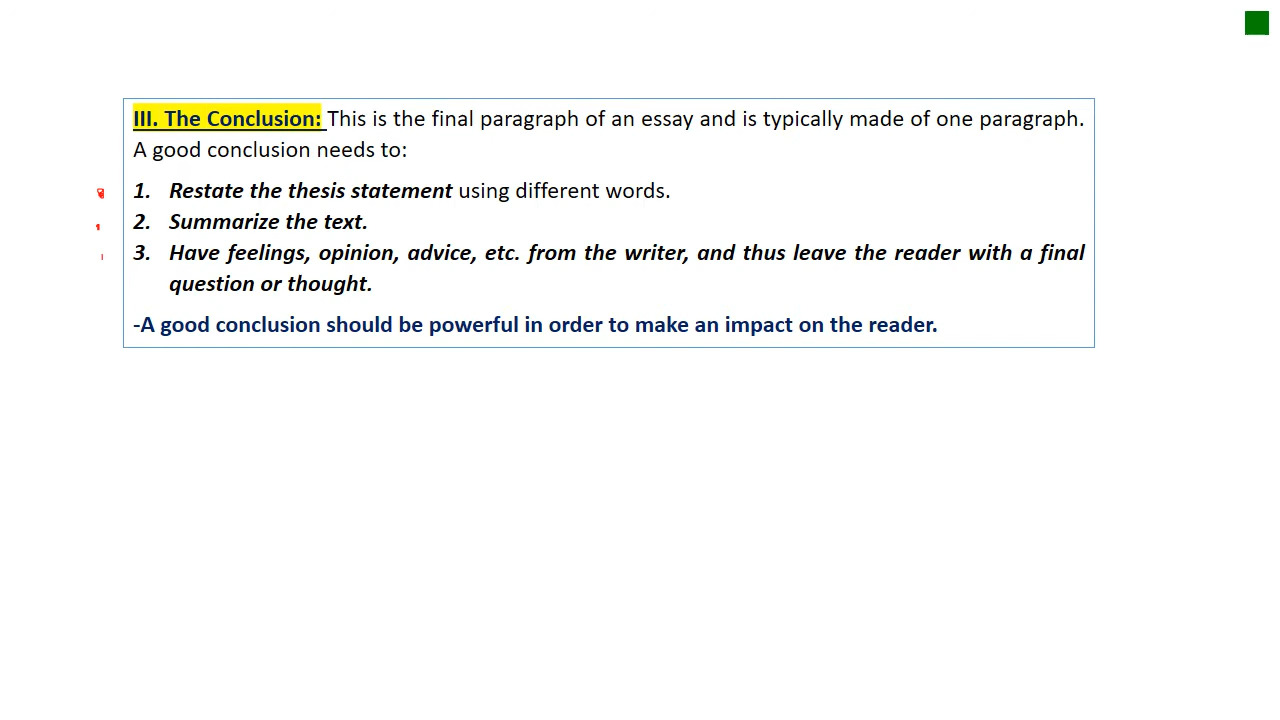 III. The Conclusion: This is the final paragraph of an essay and is typically made of one paragraph.
A good conclusion needs to:
1. Restate the thesis statement using different words.
2. Summarize the text.
3. Have feelings, opinion, advice, etc. from the writer, and thus leave the reader with a final
question or thought.
-A good conclusion should be powerful in order to make an impact on the reader.